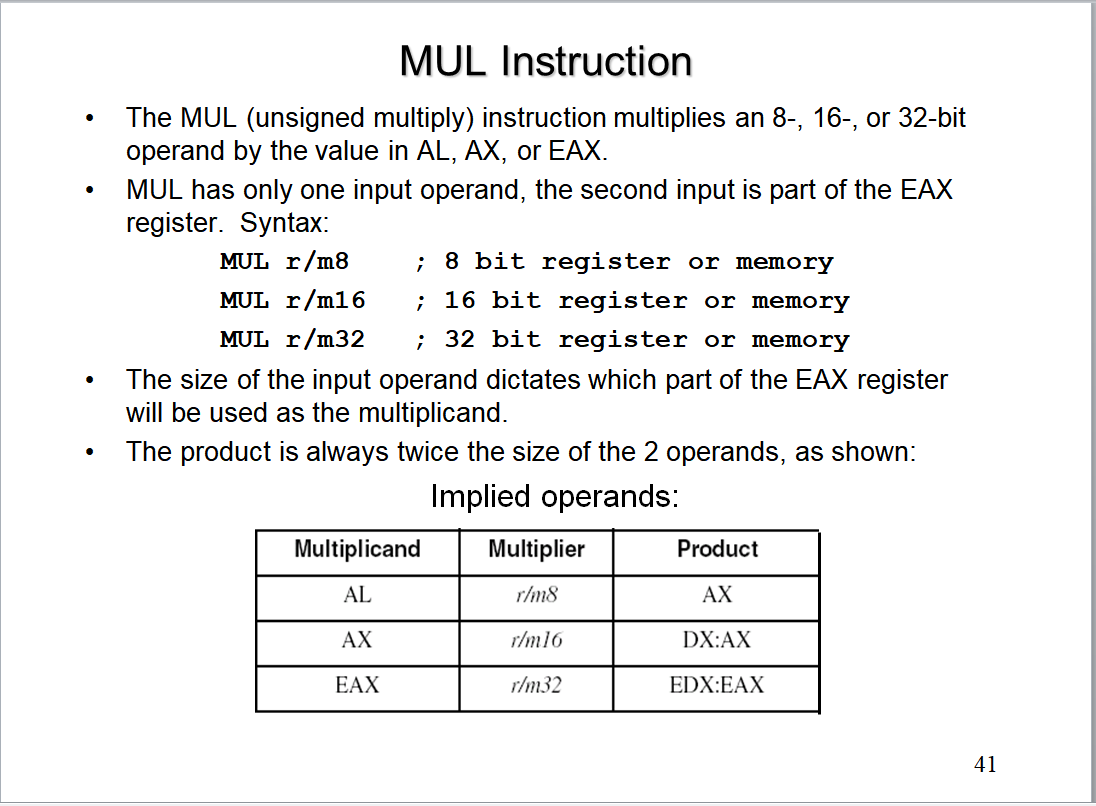 MUL Instruction
• The MUL (unsigned multiply) instruction multiplies an 8-, 16-, or 32-bit
operand by the value in AL, AX, or EAX.
• MUL has only one input operand, the second input is part of the EAX
register.  Syntax:
MUL r/m8 ; 8 bit register or memory
MUL r/m16 ; 16 bit register or memory
MUL r/m32 ; 32 bit register or memory
• The size of the input operand dictates which part of the EAX register
will be used as the multiplicand.
• The product is always twice the size of the 2 operands, as shown:
Implied operands:
Multiplicand Multiplier Product
AL r/m8 AX
AX r/m16 DX:AX
EAX r/m32 EDX:EAX
41